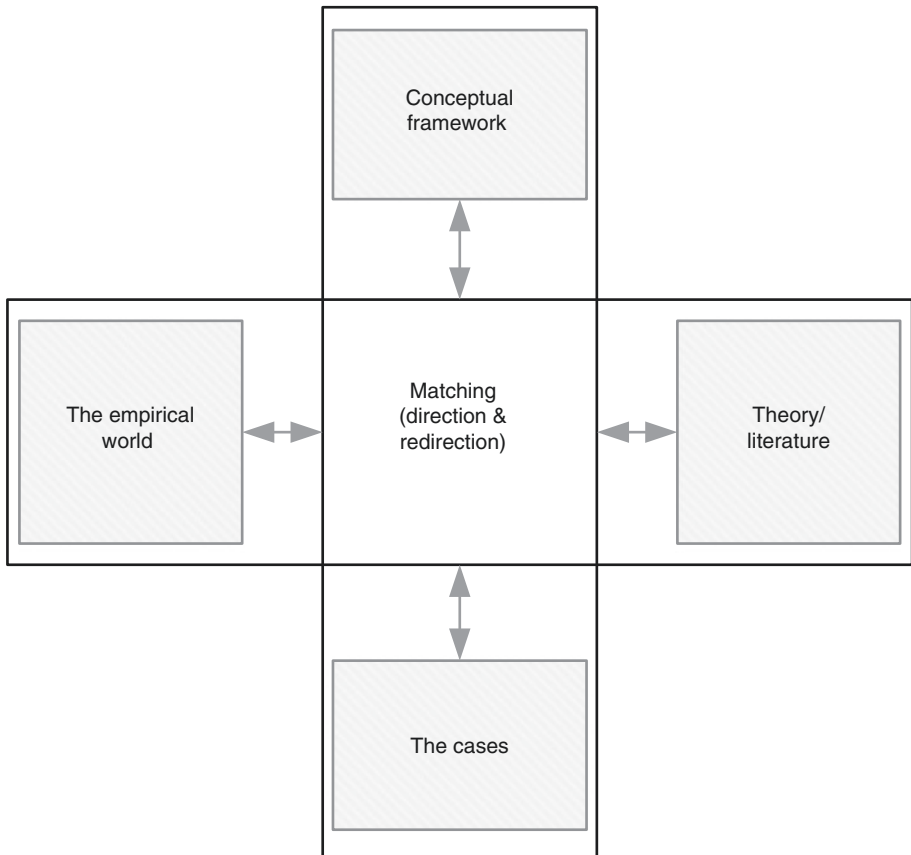 Conceptual
framework
The empirical
world
Matching
(direction &
redirection)
Theory/
literature
The cases